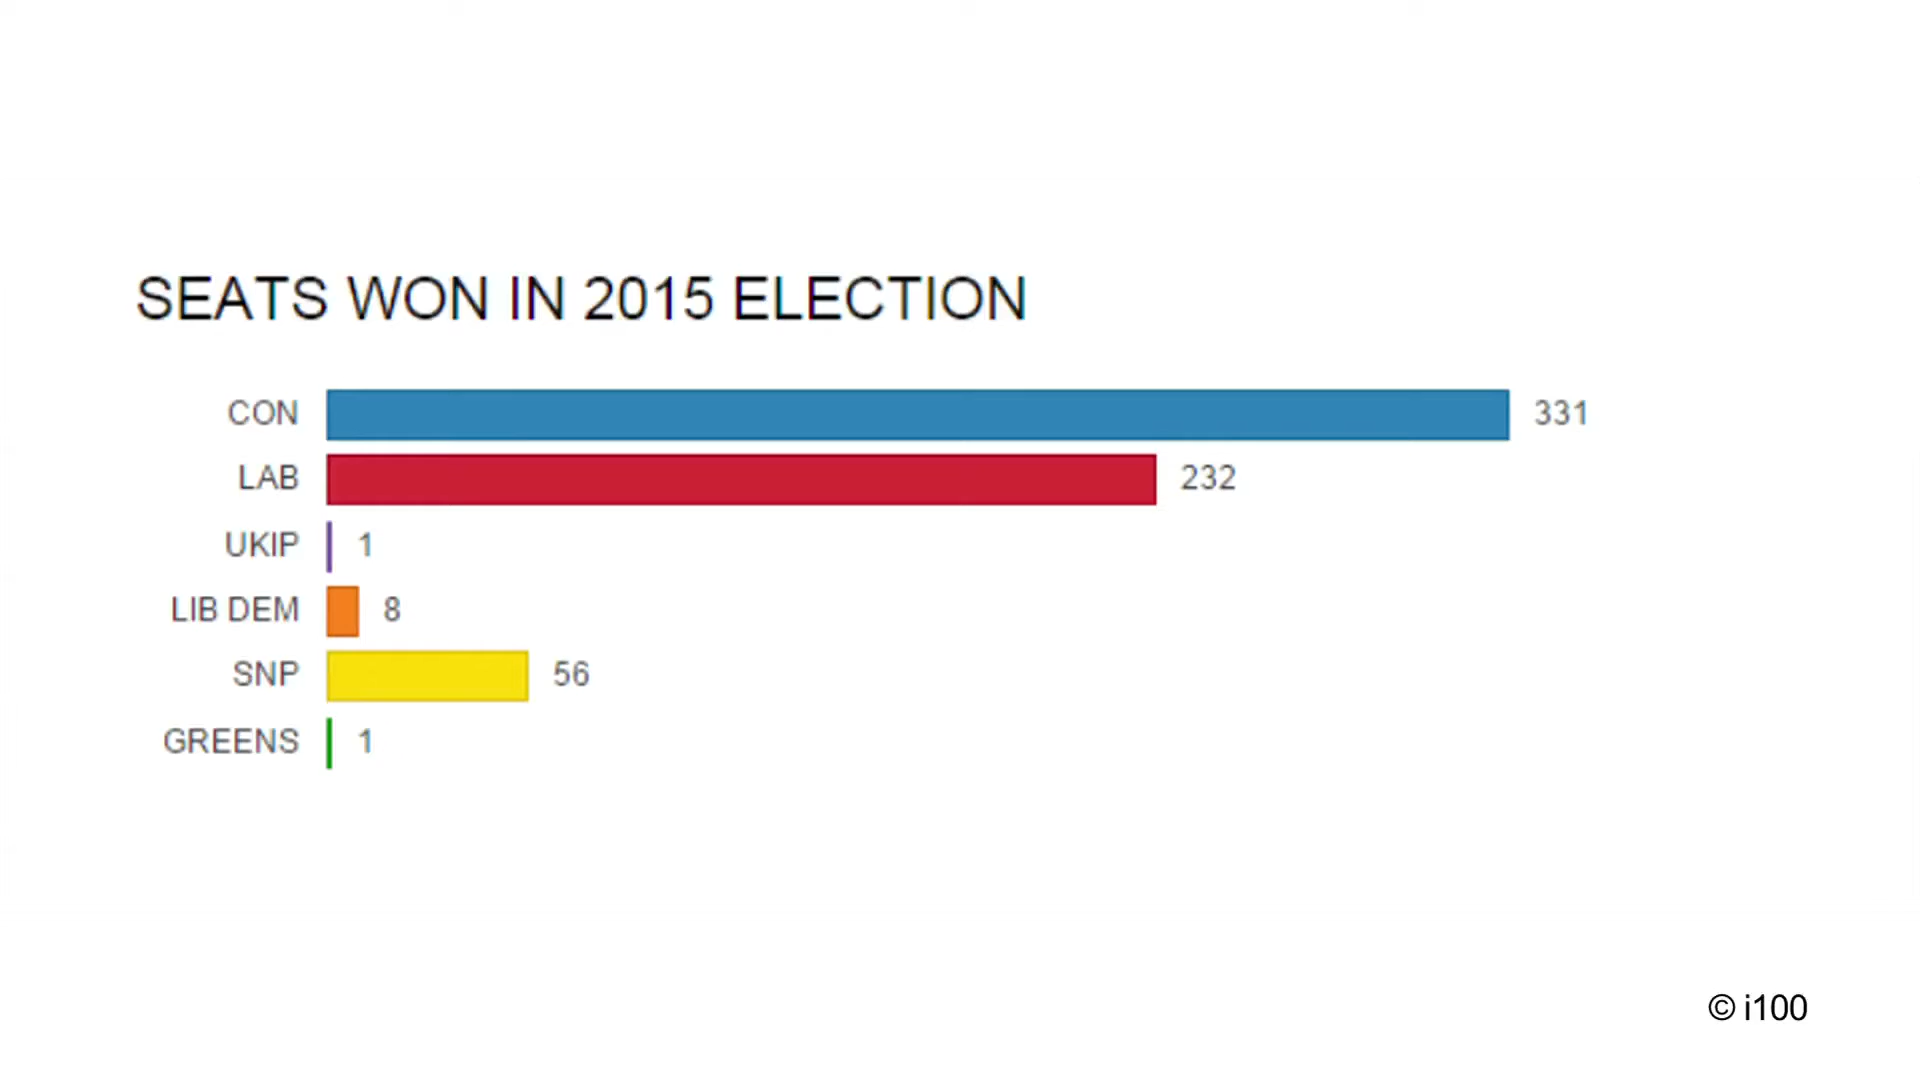 SEATS WON IN 2015 ELECTION
CON 331
LAB 232
UKIP 1
LIB DEM 8
SNP 56
GREENS 1
© i100